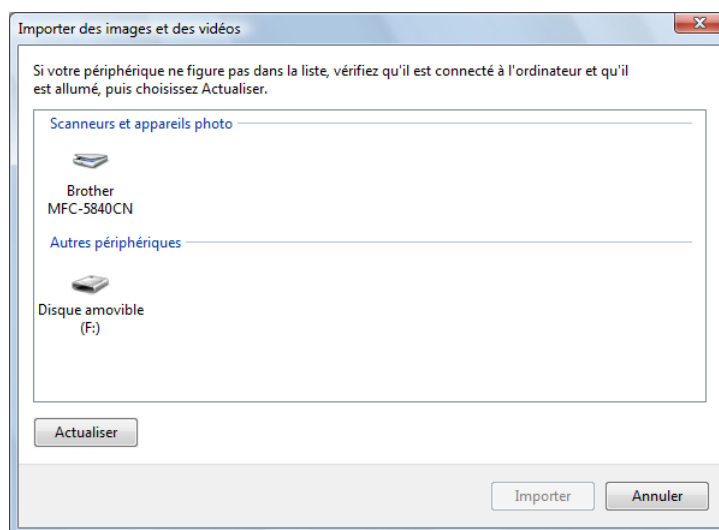 Importer des images et des vidéos
Si votre périphérique ne figure pas dans la liste, vérifiez qu'il est connecté à l'ordinateur et qu'il
est allumé, puis choisissez Actualiser.
Scanneurs et appareils photo
Brother
MFC-5840CN
Autres périphériques
Disque amovible
(F:)
Actualiser
Importer
Annuler